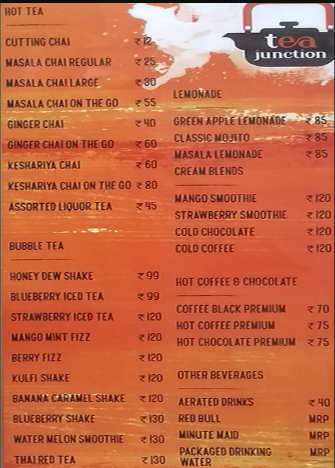 HOT TEA
CUTTING CHAI ₹12
MASALA CHAI REGULAR ₹25
MASALA CHAI LARGE ₹30
MASALA CHAI ON THE GO ₹55
GINGER CHAI ₹40
GINGER CHAI ON THE GO ₹60
KESHARIYA CHAI ₹60
KESHARIYA CHAI ON THE GO ₹80
ASSORTED LIQUOR TEA ₹45
BUBBLE TEA
HONEY DEW SHAKE ₹99
BLUEBERRY ICED TEA ₹99
STRAWBERRY ICED TEA ₹120
MANGO MINT FIZZ ₹120
BERRY FIZZ ₹120
KULFI SHAKE ₹120
BANANA CARAMEL SHAKE ₹120
BLUEBERRY SHAKE ₹130
WATER MELON SMOOTHIE ₹130
THAI RED TEA ₹130
tea
junction
LEMONADE
GREEN APPLE LEMONADE ₹85
CLASSIC MOJITO ₹85
MASALA LEMONADE ₹85
CREAM BLENDS
MANGO SMOOTHIE ₹120
STRAWBERRY SMOOTHIE ₹120
COLD CHOCOLATE ₹120
COLD COFFEE ₹120
HOT COFFEE & CHOCOLATE
COFFEE BLACK PREMIUM ₹70
HOT COFFEE PREMIUM ₹75
HOT CHOCOLATE PREMIUM ₹75
OTHER BEVERAGES
AERATED DRINKS ₹40
RED BULL MRP
MINUTE MAID MRP
PACKAGED DRINKING MRP
WATER